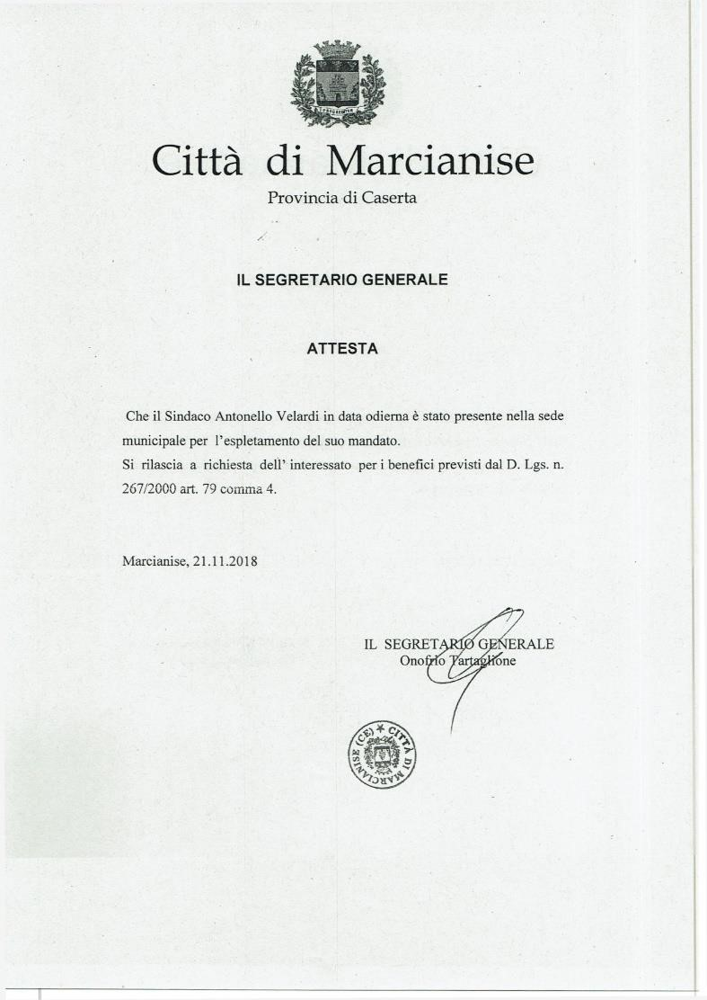 Città di Marcianise
Provincia di Caserta
IL SEGRETARIO GENERALE
ATTESTA
Che il Sindaco Antonello Velardi in data odierna è stato presente nella sede
municipale per l'espletamento del suo mandato.
Si rilascia a richiesta dell' interessato per i benefici previsti dal D. Lgs. n.
267/2000 art. 79 comma 4.
Marcianise, 21.11.2018
IL SEGRETARIO GENERALE
Onofrio Tartaglione
CITTÀ DI MARCIANISE (CE)